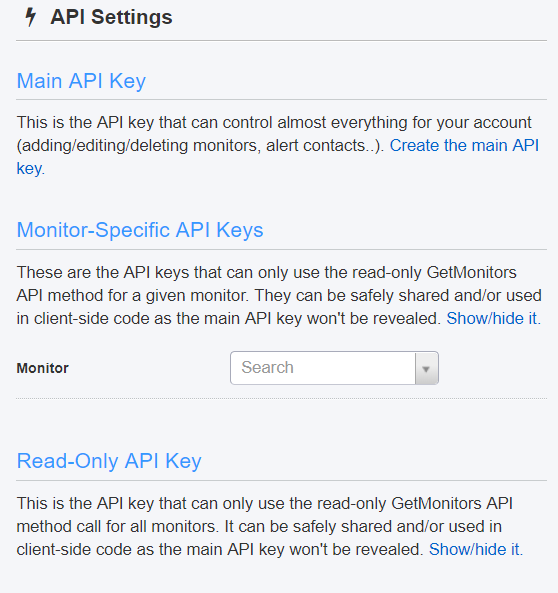 API Settings
Main API Key
This is the API key that can control almost everything for your account
(adding/editing/deleting monitors, alert contacts..). Create the main API
key.
Monitor-Specific API Keys
These are the API keys that can only use the read-only GetMonitors
API method for a given monitor. They can be safely shared and/or used
in client-side code as the main API key won't be revealed. Show/hide it.
Monitor
Search
Read-Only API Key
This is the API key that can only use the read-only GetMonitors API
method call for all monitors. It can be safely shared and/or used in
client-side code as the main API key won't be revealed. Show/hide it.